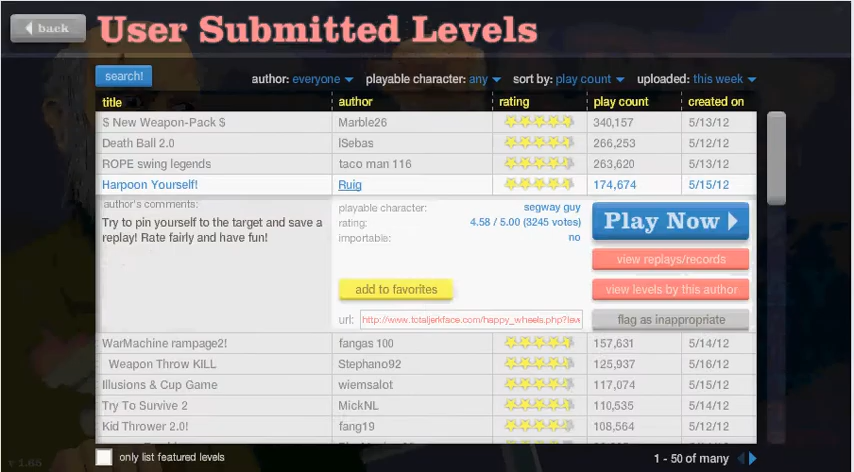 back
User Submitted Levels
search!
author: everyone playable character: any sort by: play count uploaded: this week
title author rating play count created on
$ New Weapon-Pack $ Marble26 340,157 5/13/12
Death Ball 2.0 ISebas 266,253 5/12/12
ROPE swing legends taco man 116 263,620 5/13/12
Harpoon Yourself! Ruig 174,674 5/15/12
author's comments:
Try to pin yourself to the target and save a
replay! Rate fairly and have fun!
playable character: segway guy
rating: 4.58 / 5.00 (3245 votes)
importable: no
Play Now
view replays/records
add to favorites
view levels by this author
url: http://www.totaljerkface.com/happy_wheels.php?lev
flag as inappropriate
WarMachine rampage2! fangas 100 157,631 5/14/12
Weapon Throw KILL Stephano92 125,937 5/16/12
Illusions & Cup Game wiemsalot 117,074 5/15/12
Try To Survive 2 MickNL 110,535 5/14/12
Kid Thrower 2.0! fang19 108,564 5/12/12
only list featured levels
1 - 50 of many
v 1.65